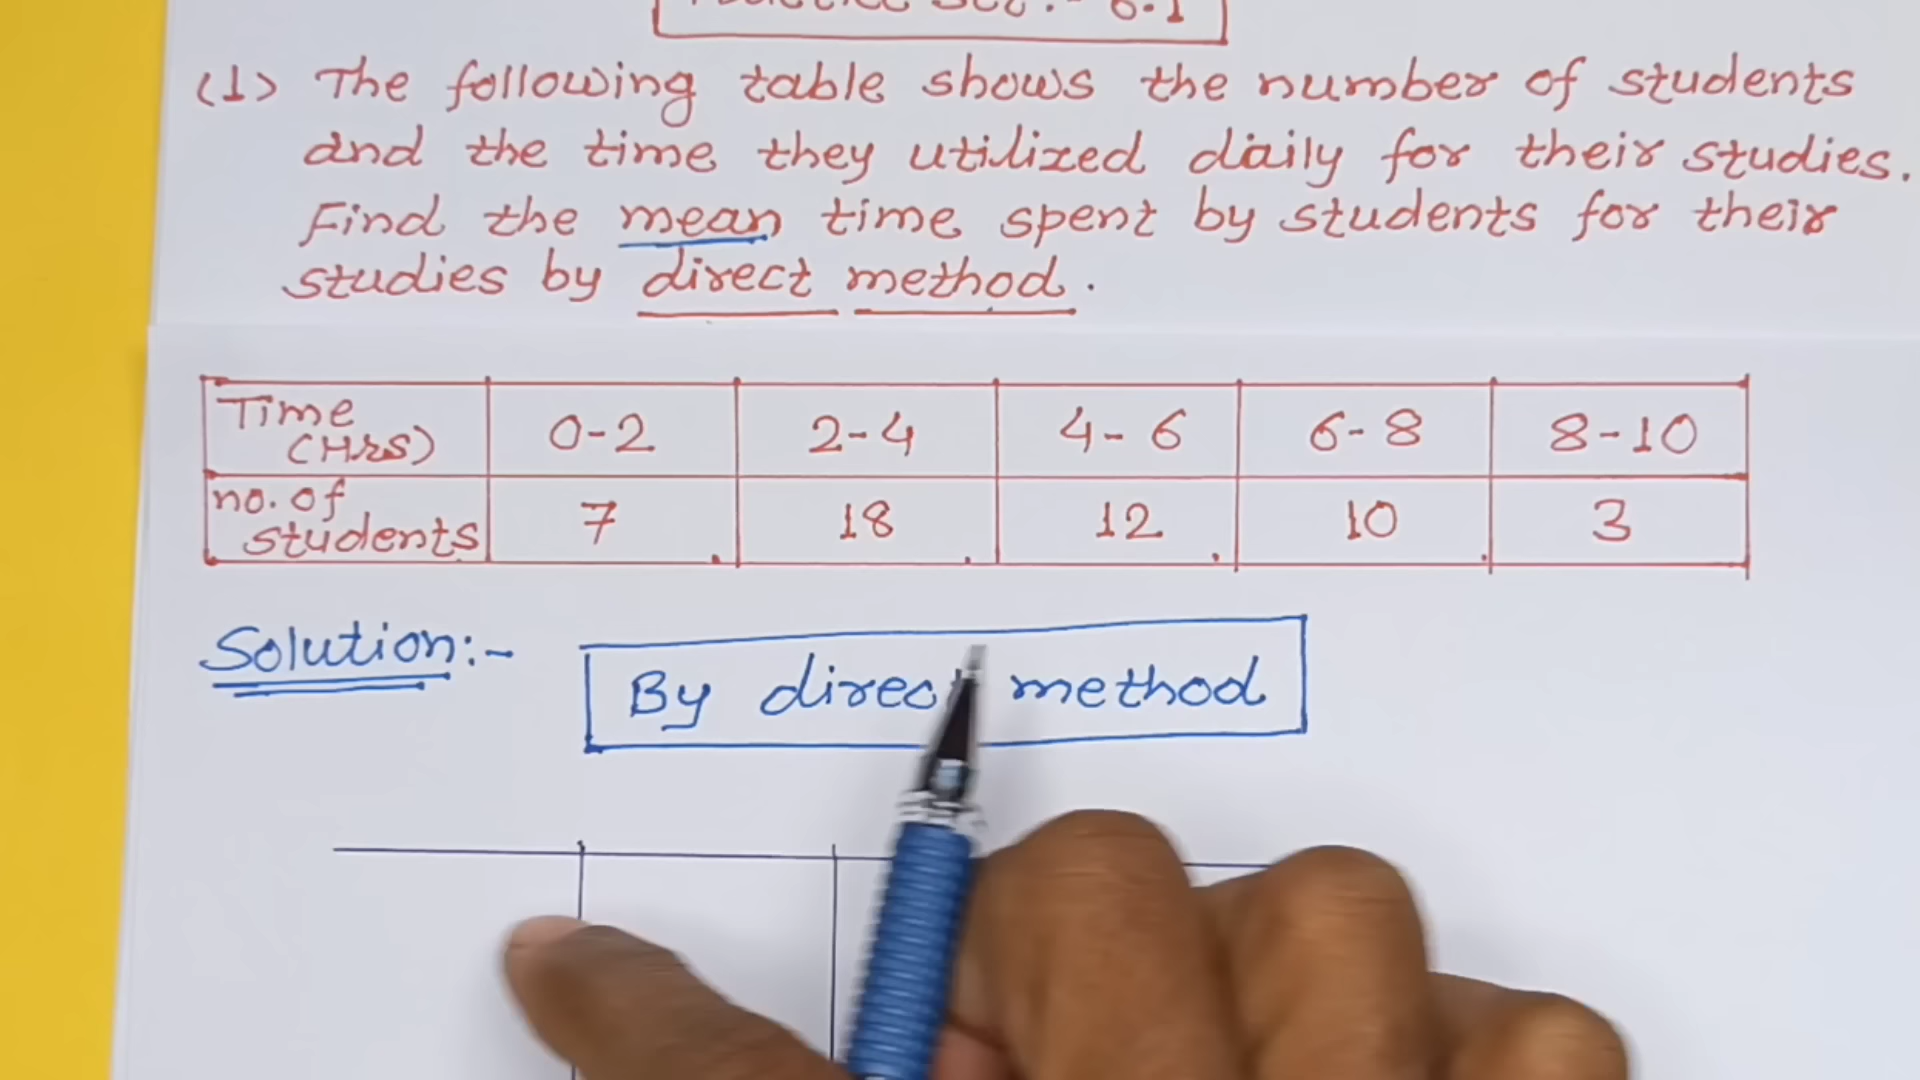 (1) The following table shows the number of students
and the time they utilized daily for their studies.
Find the mean time spent by students for their
studies by direct method.
Time (Hrs) 0-2 2-4 4-6 6-8 8-10
no. of students 7 18 12 10 3
Solution:-
By direct method